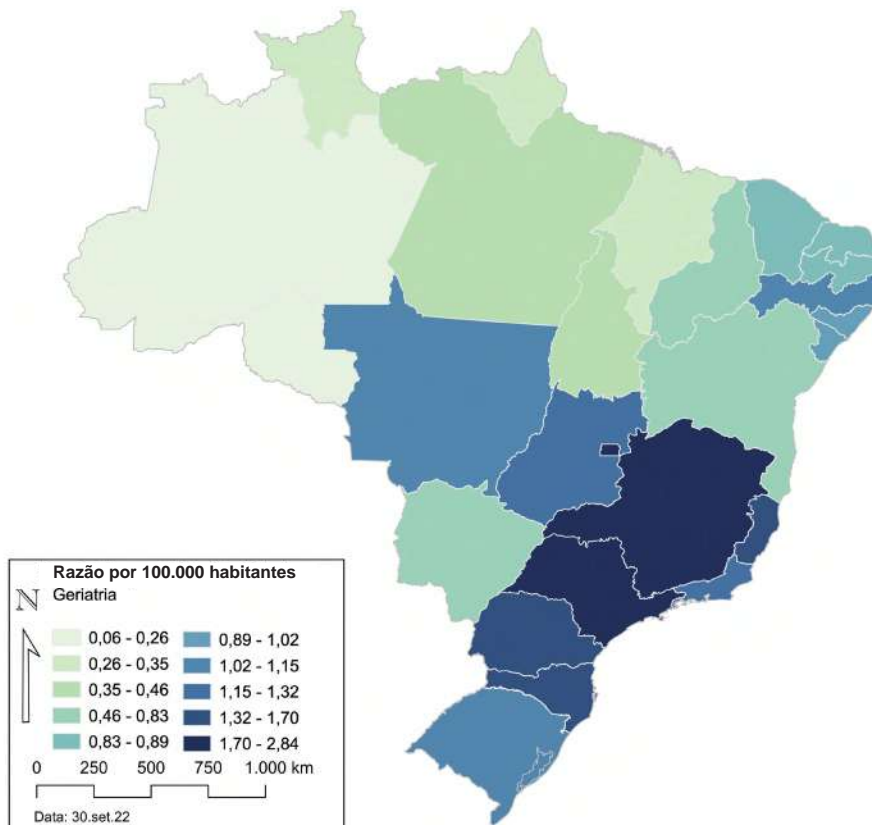 Razão por 100.000 habitantes
N Geriatria
0,06 - 0,26 0,89 - 1,02
0,26 - 0,35 1,02 - 1,15
0,35 - 0,46 1,15 - 1,32
0,46 - 0,83 1,32 - 1,70
0,83 - 0,89 1,70 - 2,84
0 250 500 750 1.000 km
Data: 30.set.22